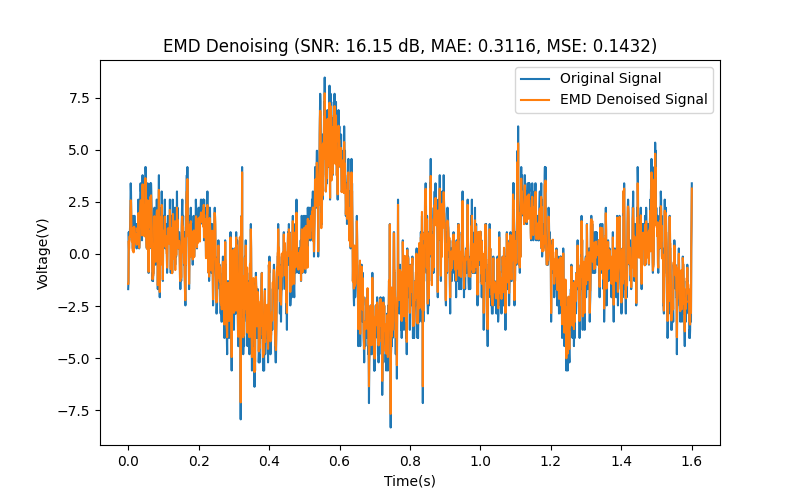 EMD Denoising (SNR: 16.15 dB, MAE: 0.3116, MSE: 0.1432)
Original Signal
EMD Denoised Signal
7.5
5.0
2.5
0.0
−2.5
−5.0
−7.5
Voltage(V)
0.0 0.2 0.4 0.6 0.8 1.0 1.2 1.4 1.6
Time(s)